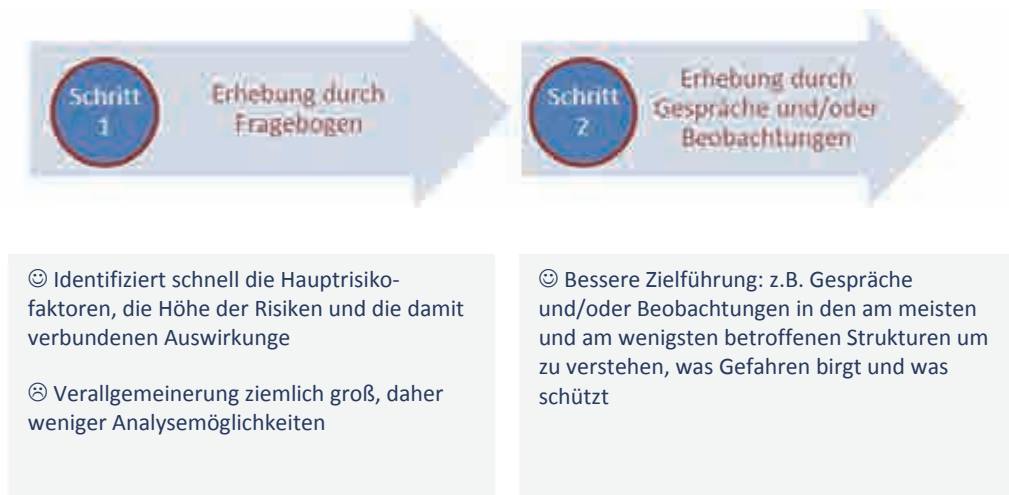 Schritt
1
Erhebung durch
Fragebogen
Schritt
2
Erhebung durch
Gespräche und/oder
Beobachtungen
☺ Identifiziert schnell die Hauptrisiko-
faktoren, die Höhe der Risiken und die damit
verbundenen Auswirkunge
☹ Verallgemeinerung ziemlich groß, daher
weniger Analysemöglichkeiten
☺ Bessere Zielführung: z.B. Gespräche
und/oder Beobachtungen in den am meisten
und am wenigsten betroffenen Strukturen um
zu verstehen, was Gefahren birgt und was
schützt